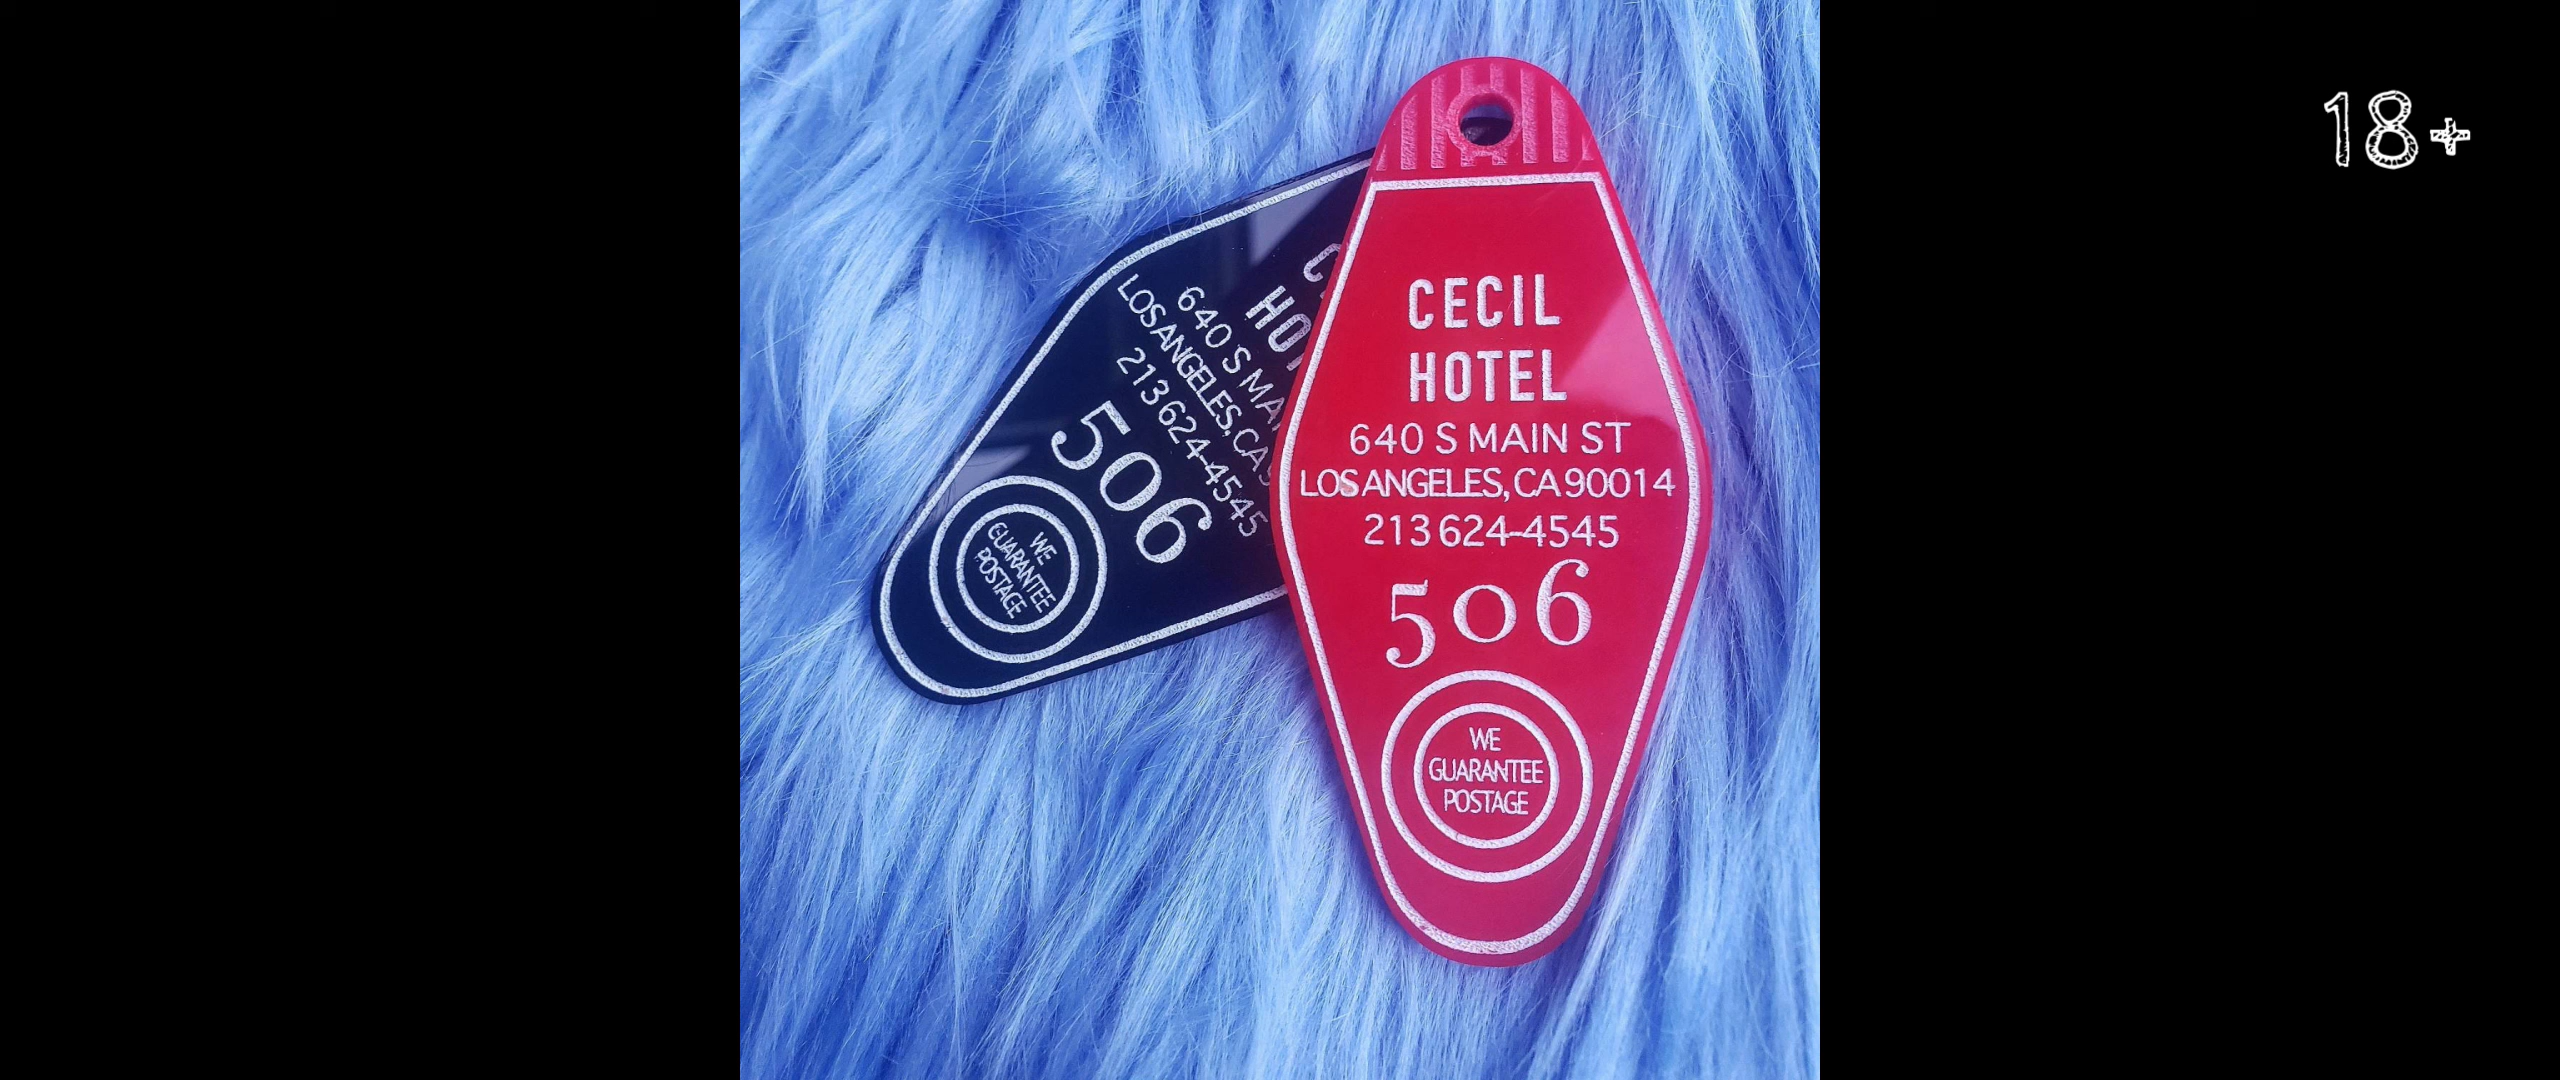 18+
CECIL
HOTEL
640 S MAIN ST
LOS ANGELES, CA 90014
213 624-4545
506
WE
GUARANTEE
POSTAGE
HO
640 S MA
LOS ANGELES, CA
213 624-4545
506
WE
GUARANTEE
POSTAGE